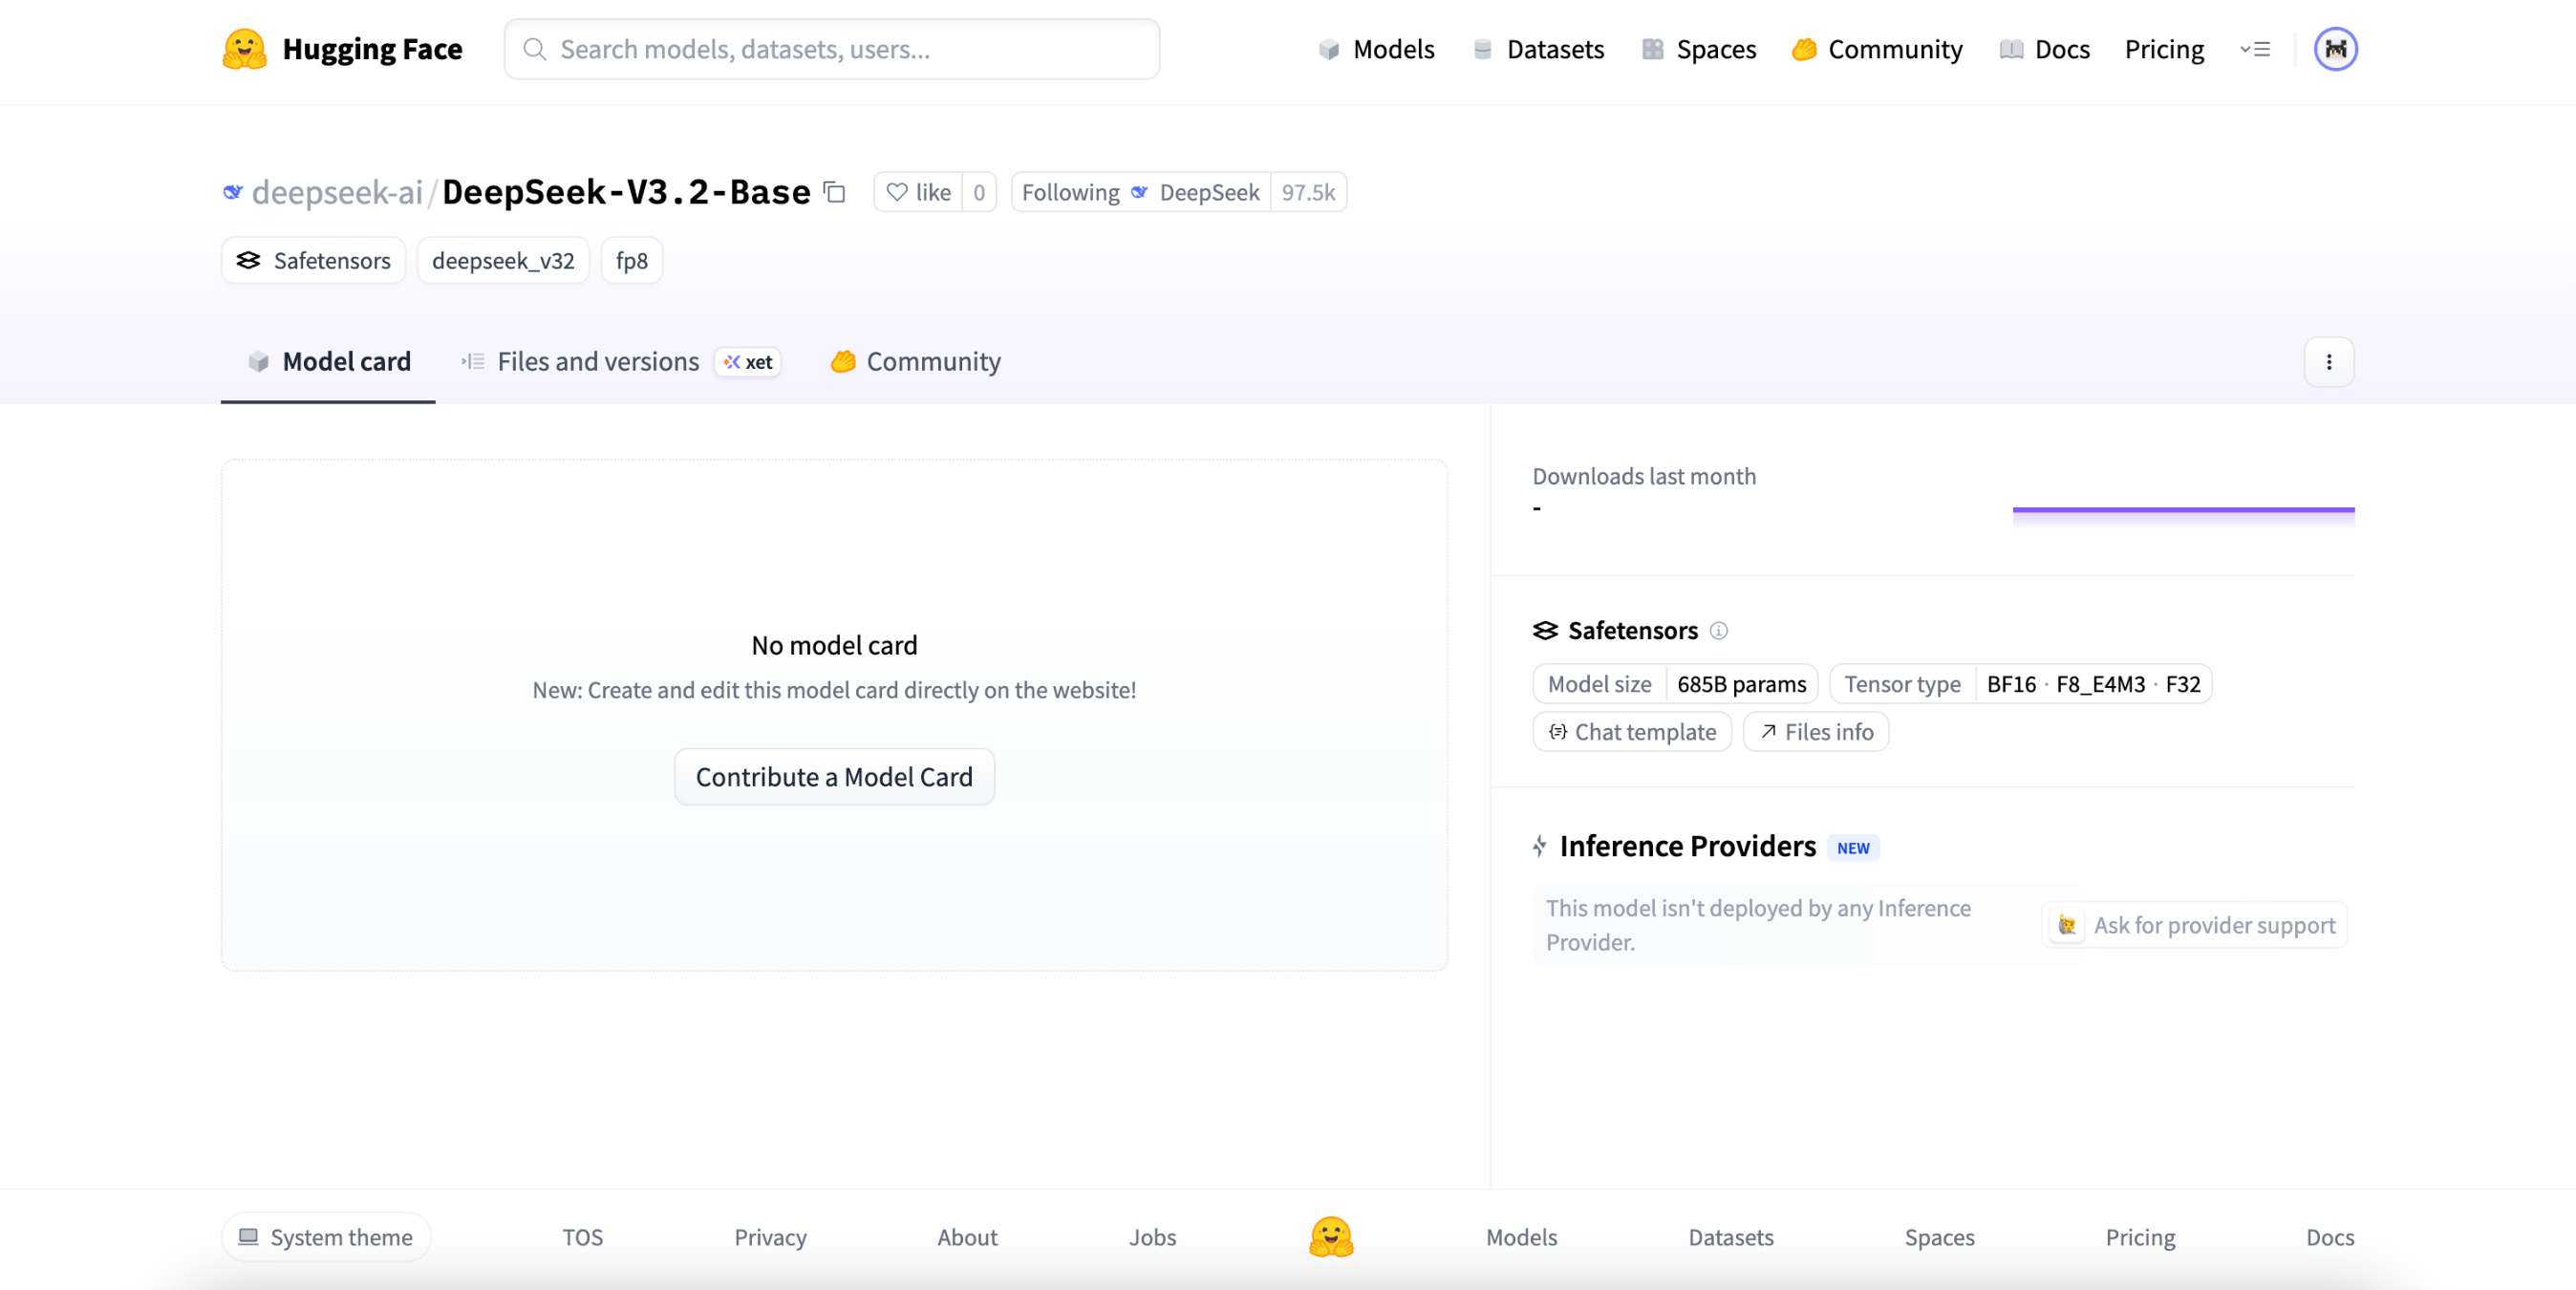 Hugging Face
Search models, datasets, users...
Models
Datasets
Spaces
Community
Docs
Pricing
deepseek-ai/DeepSeek-V3.2-Base
like 0
Following DeepSeek 97.5k
Safetensors
deepseek_v32
fp8
Model card
Files and versions
xet
Community
No model card
New: Create and edit this model card directly on the website!
Contribute a Model Card
Downloads last month
-
Safetensors
Model size 685B params
Tensor type BF16 · F8_E4M3 · F32
Chat template
Files info
Inference Providers NEW
This model isn't deployed by any Inference
Provider.
Ask for provider support
System theme
TOS
Privacy
About
Jobs
Models
Datasets
Spaces
Pricing
Docs